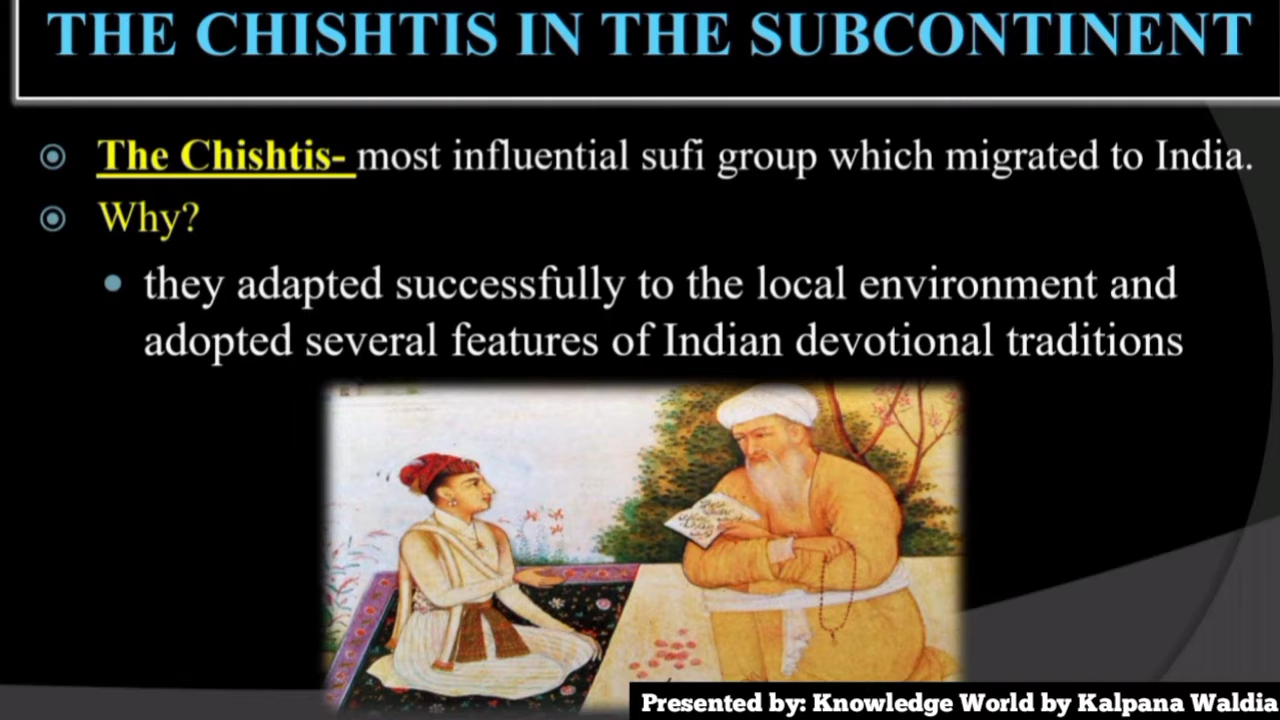 THE CHISHTIS IN THE SUBCONTINENT
The Chishtis- most influential sufi group which migrated to India.
Why?
they adapted successfully to the local environment and
adopted several features of Indian devotional traditions
Presented by: Knowledge World by Kalpana Waldia